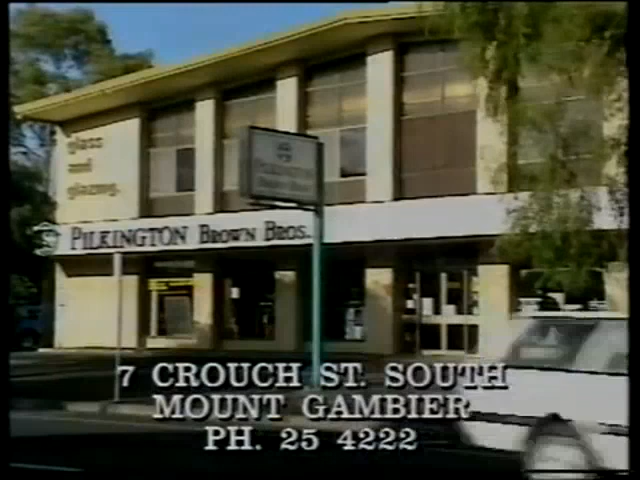 glass
and
glazing.
PILKINGTON BROWN BROS.
7 CROUCH ST. SOUTH
MOUNT GAMBIER
PH. 25 4222